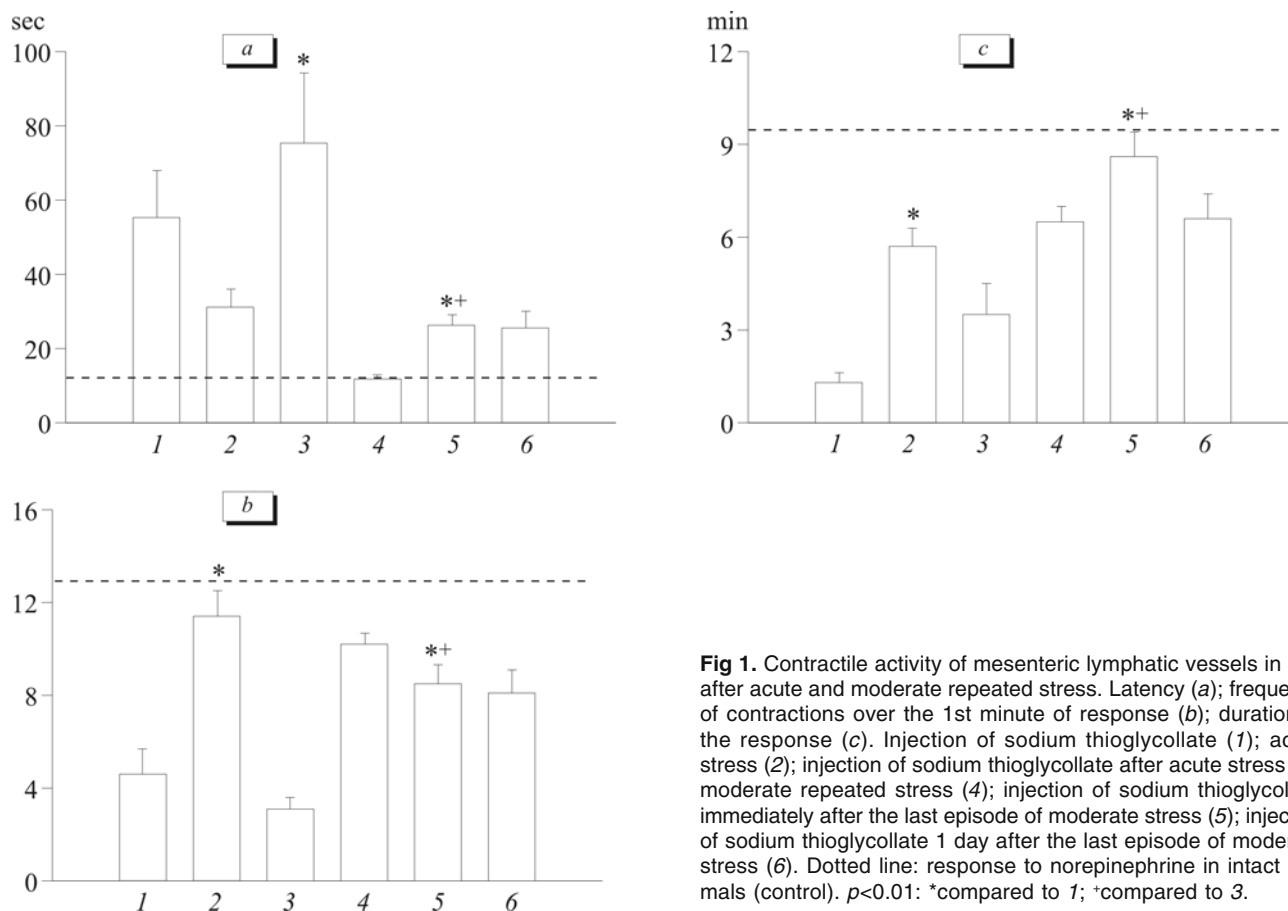 sec
a
100
80
60
40
20
0
*
*+
1 2 3 4 5 6
min
c
12
9
6
3
0
*
*+
1 2 3 4 5 6
b
16
12
8
4
0
*
*+
1 2 3 4 5 6
Fig 1. Contractile activity of mesenteric lymphatic vessels in
after acute and moderate repeated stress. Latency (a); freque
of contractions over the 1st minute of response (b); duration
the response (c). Injection of sodium thioglycollate (1); ac
stress (2); injection of sodium thioglycollate after acute stress
moderate repeated stress (4); injection of sodium thioglycol
immediately after the last episode of moderate stress (5); injec
of sodium thioglycollate 1 day after the last episode of moder
stress (6). Dotted line: response to norepinephrine in intact
mals (control). p<0.01: *compared to 1; +compared to 3.